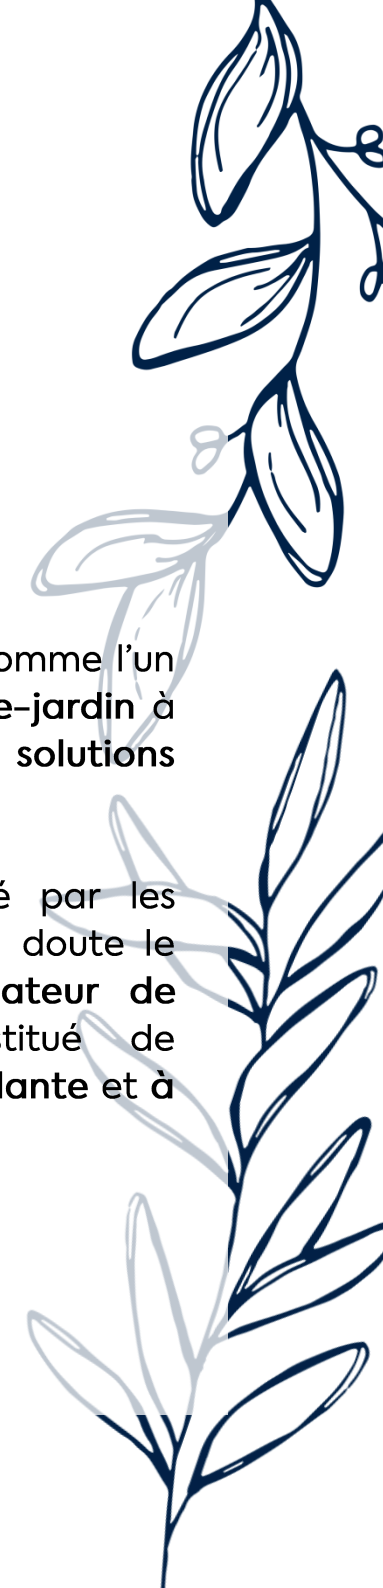 omme l’un
e-jardin à
solutions
é par les
doute le
ateur de
stitué de
lante et à